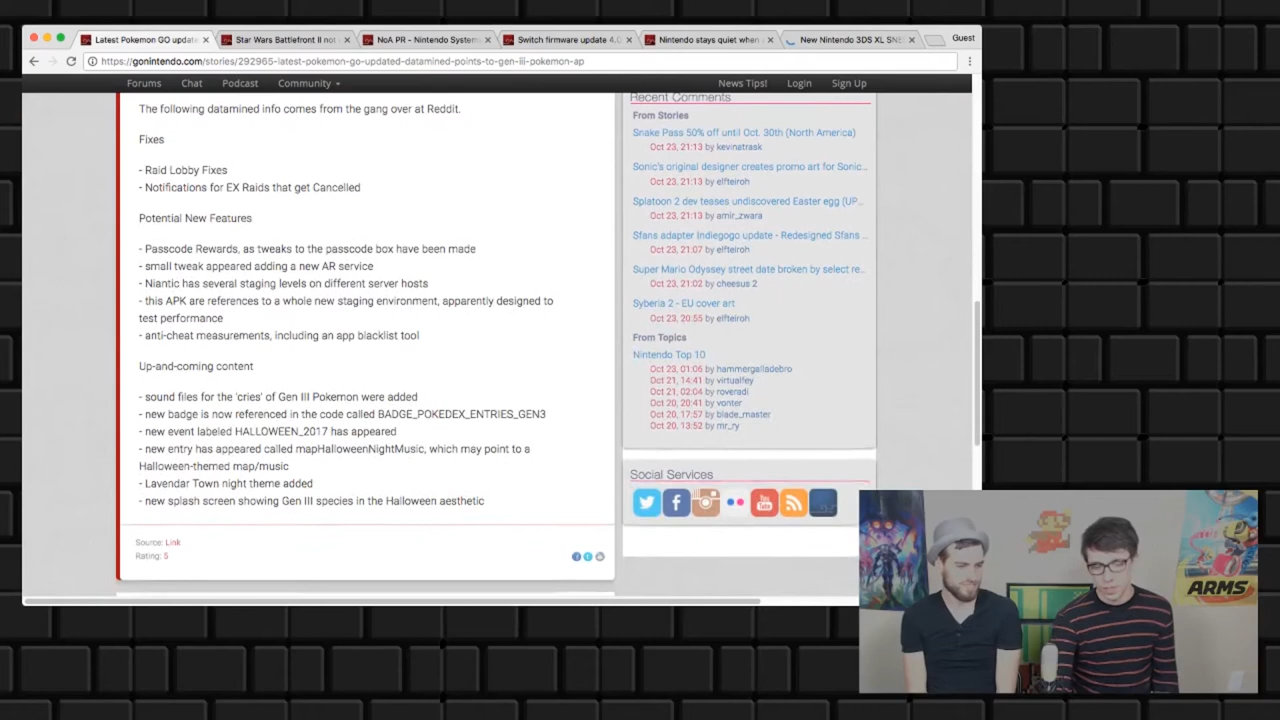 Latest Pokemon GO updat
Star Wars Battlefront II not
NoA PR - Nintendo System
Switch firmware update 4.0
Nintendo stays quiet when
New Nintendo 3DS XL SNE
Guest
https://gonintendo.com/stories/292965-latest-pokemon-go-updated-datamined-points-to-gen-iii-pokemon-ap
Forums Chat Podcast Community
News Tips! Login Sign Up
The following datamined info comes from the gang over at Reddit.
Fixes
- Raid Lobby Fixes
- Notifications for EX Raids that get Cancelled
Potential New Features
- Passcode Rewards, as tweaks to the passcode box have been made
- small tweak appeared adding a new AR service
- Niantic has several staging levels on different server hosts
- this APK are references to a whole new staging environment, apparently designed to
test performance
- anti-cheat measurements, including an app blacklist tool
Up-and-coming content
- sound files for the 'cries' of Gen III Pokemon were added
- new badge is now referenced in the code called BADGE_POKEDEX_ENTRIES_GEN3
- new event labeled HALLOWEEN_2017 has appeared
- new entry has appeared called mapHalloweenNightMusic, which may point to a
Halloween-themed map/music
- Lavendar Town night theme added
- new splash screen showing Gen III species in the Halloween aesthetic
Source: Link
Rating: 5
Recent Comments
From Stories
Snake Pass 50% off until Oct. 30th (North America)
Oct 23, 21:13 by kevinatrask
Sonic's original designer creates promo art for Sonic...
Oct 23, 21:13 by elfteiroh
Splatoon 2 dev teases undiscovered Easter egg (UP...
Oct 23, 21:13 by amir_zwara
Sfans adapter Indiegogo update - Redesigned Sfans ...
Oct 23, 21:07 by elfteiroh
Super Mario Odyssey street date broken by select re...
Oct 23, 21:02 by cheesus 2
Syberia 2 - EU cover art
Oct 23, 20:55 by elfteiroh
From Topics
Nintendo Top 10
Oct 23, 01:06 by hammergalladebro
Oct 21, 14:41 by virtualfey
Oct 21, 02:04 by roveradi
Oct 20, 20:41 by vonter
Oct 20, 17:57 by blade_master
Oct 20, 13:52 by mr_ry
Social Services
You
Tube
ARMS